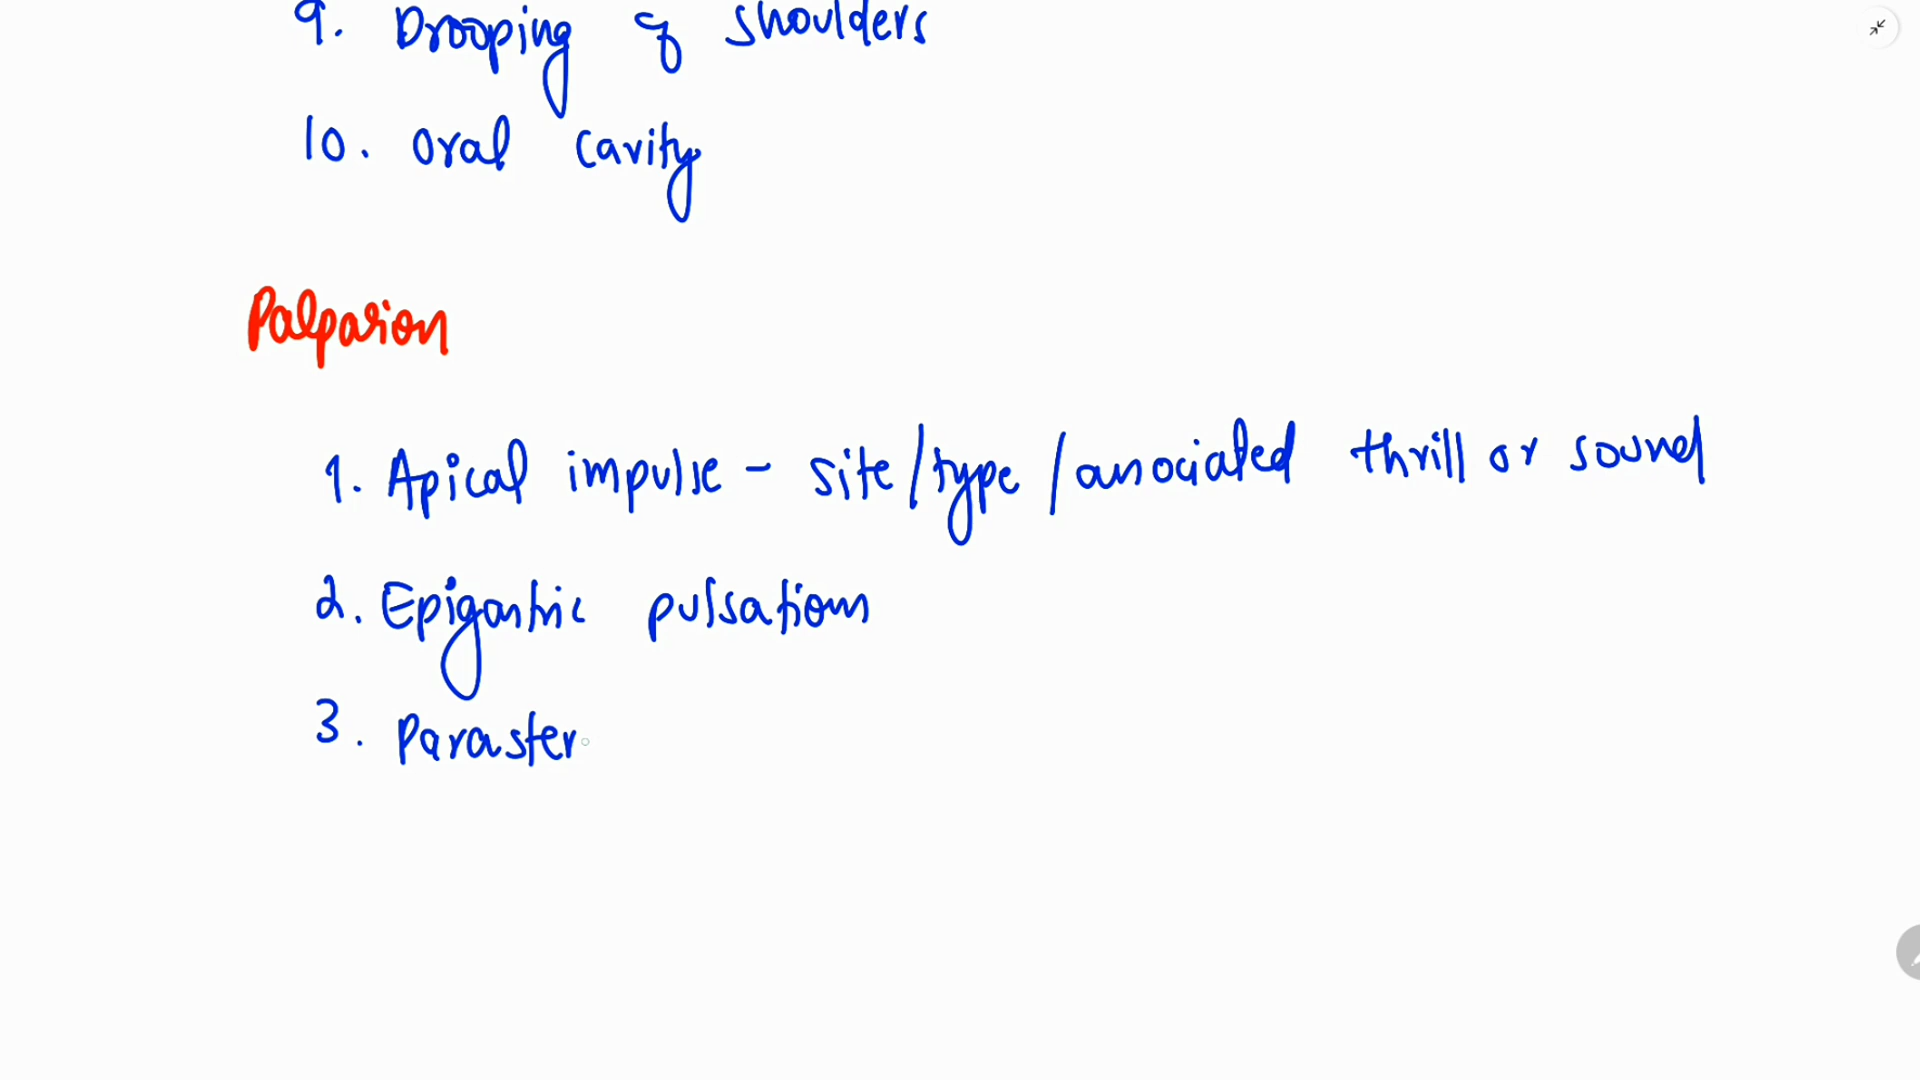 9. Drooping of shoulders
10. Oral cavity
Palpation
1. Apical impulse - site/type/associated thrill or sound
2. Epigastric pulsations
3. Paraster